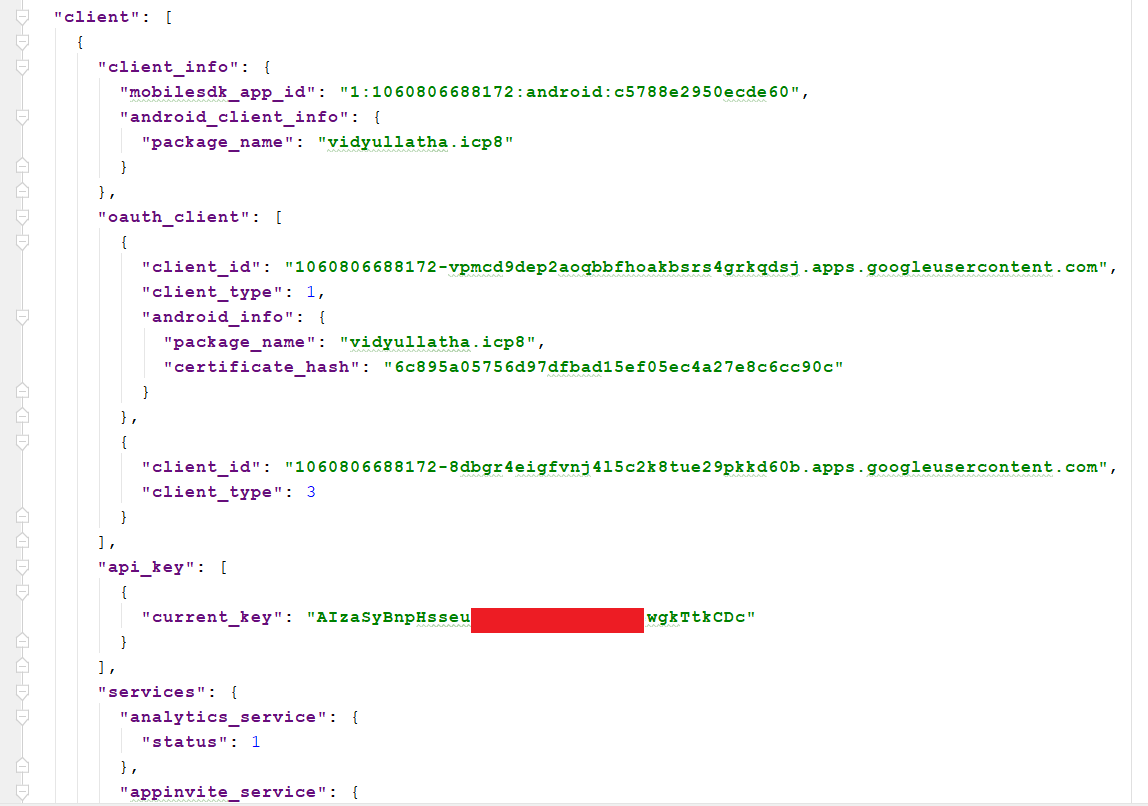 "client": [
{
"client_info": {
"mobilesdk_app_id": "1:1060806688172:android:c5788e2950ecde60",
"android_client_info": {
"package_name": "vidyullatha.icp8"
}
},
"oauth_client": [
{
"client_id": "1060806688172-vpmcd9dep2aoqbbfhoakbsrs4grkqdsj.apps.googleusercontent.com",
"client_type": 1,
"android_info": {
"package_name": "vidyullatha.icp8",
"certificate_hash": "6c895a05756d97dfbad15ef05ec4a27e8c6cc90c"
}
},
{
"client_id": "1060806688172-8dbgr4eigfvnj4l5c2k8tue29pkkd60b.apps.googleusercontent.com",
"client_type": 3
}
],
"api_key": [
{
"current_key": "AIzaSyBnpHsseu wgkTtkCDc"
}
],
"services": {
"analytics_service": {
"status": 1
},
"appinvite_service": {